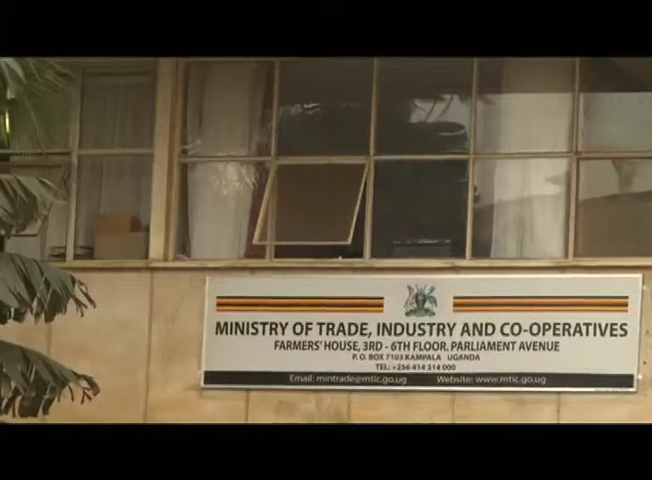 MINISTRY OF TRADE, INDUSTRY AND CO-OPERATIVES
FARMERS' HOUSE, 3RD - 6TH FLOOR. PARLIAMENT AVENUE
P. O BOX 7103 KAMPALA UGANDA
TEL: +256 414 314 000
Email: mintrade@mtic.go.ug Website: www.mtic.go.ug